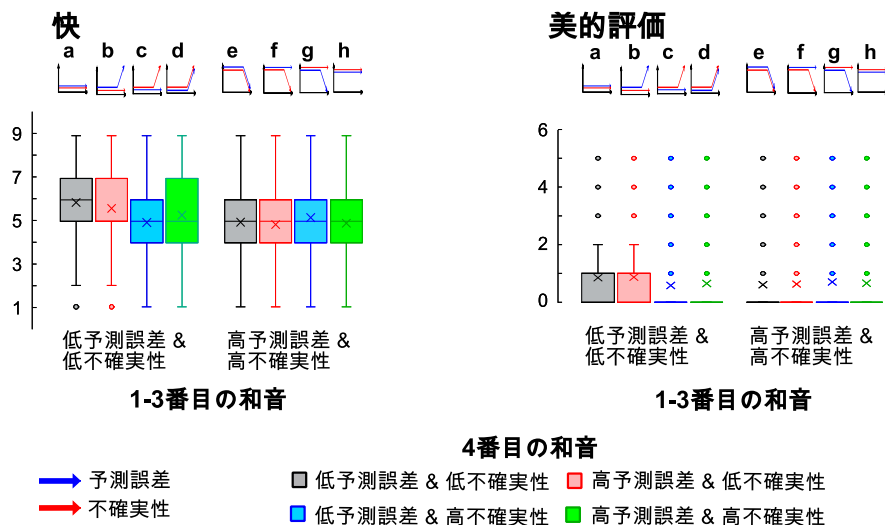 快
美的評価
a b c d e f g h
a b c d e f g h
9
7
5
3
1
6
4
2
0
低予測誤差 &
低不確実性
高予測誤差 &
高不確実性
低予測誤差 &
低不確実性
高予測誤差 &
高不確実性
1-3番目の和音
1-3番目の和音
4番目の和音
予測誤差
不確実性
低予測誤差 & 低不確実性
高予測誤差 & 低不確実性
低予測誤差 & 高不確実性
高予測誤差 & 高不確実性